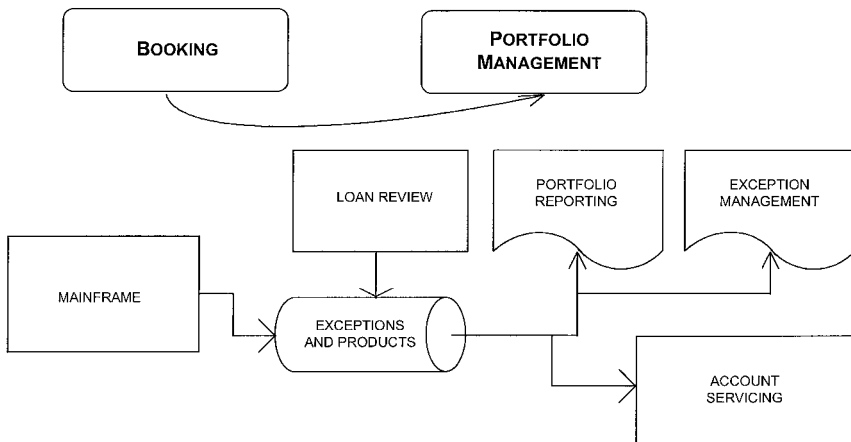 BOOKING
PORTFOLIO
MANAGEMENT
LOAN REVIEW
PORTFOLIO
REPORTING
EXCEPTION
MANAGEMENT
MAINFRAME
EXCEPTIONS
AND PRODUCTS
ACCOUNT
SERVICING